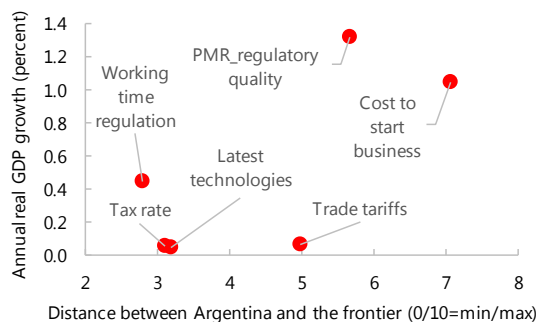 Annual real GDP growth (percent)
1.4
1.2
1.0
0.8
0.6
0.4
0.2
0.0
PMR_regulatory
quality
Working
time
regulation
Cost to
start
business
Latest
technologies
Tax rate
Trade tariffs
2 3 4 5 6 7 8
Distance between Argentina and the frontier (0/10=min/max)